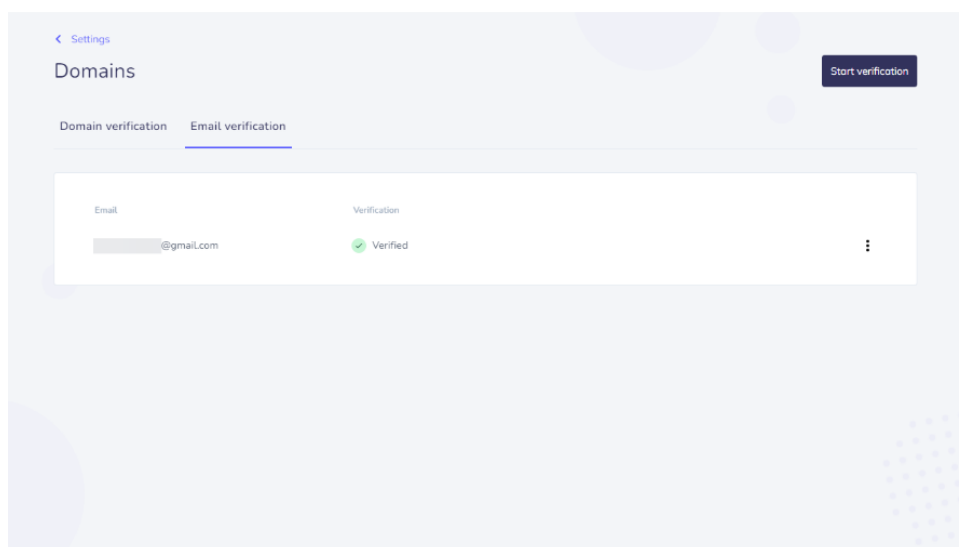 Settings
Domains
Start verification
Domain verification Email verification
Email Verification
@gmail.com Verified